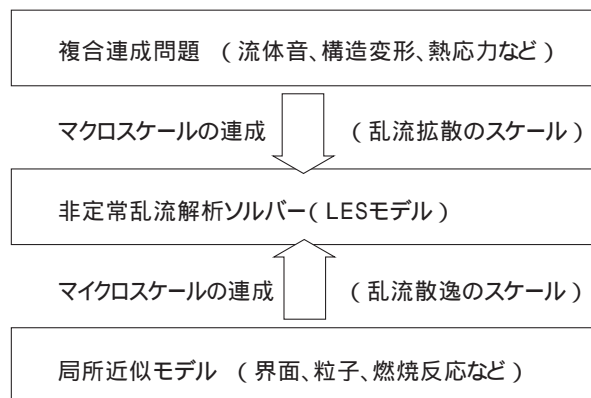 複合連成問題 （流体音、構造変形、熱応力など）
マクロスケールの連成 （乱流拡散のスケール）
非定常乱流解析ソルバー（LESモデル）
マイクロスケールの連成 （乱流散逸のスケール）
局所近似モデル （界面、粒子、燃焼反応など）